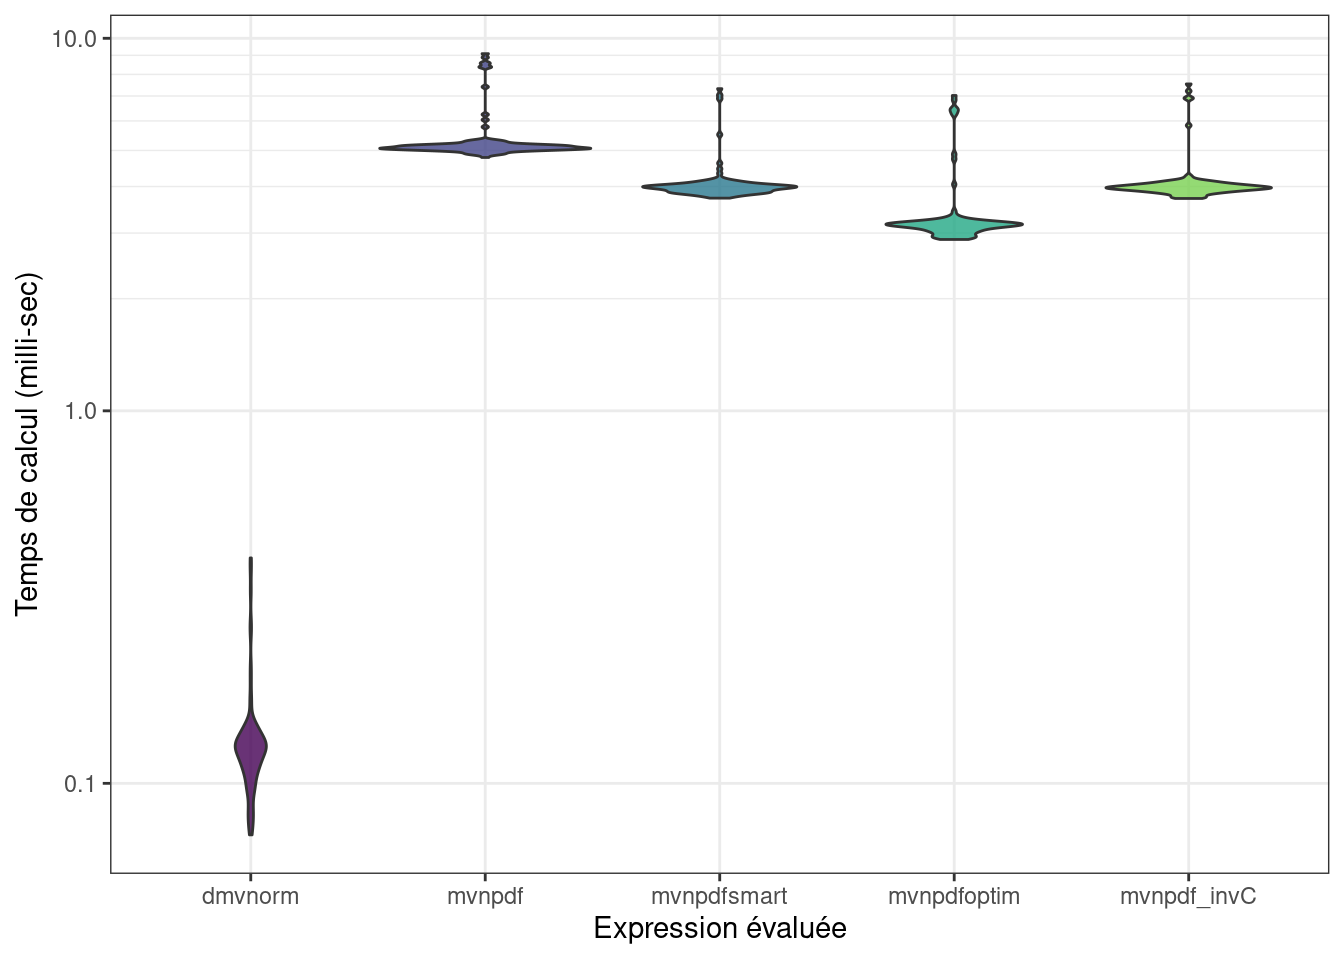 10.0
1.0
0.1
Temps de calcul (milli-sec)
dmvnorm
mvnpdf
mvnpdfsmart
mvnpdfoptim
mvnpdf_invC
Expression évaluée